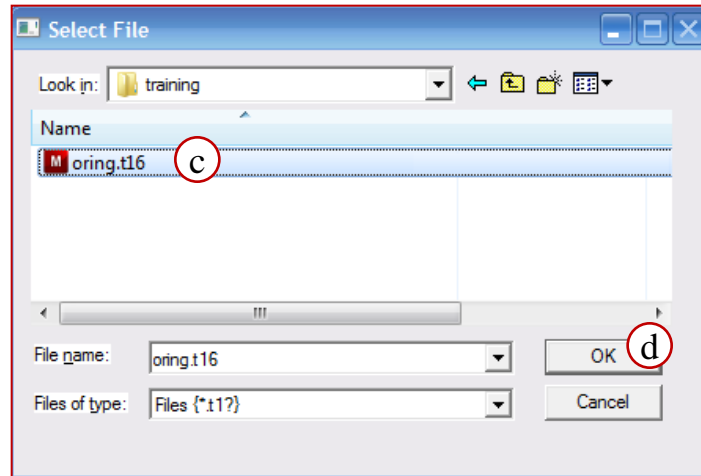 Select File
Look in: training
Name
M oring.t16 c
File name: oring.t16 OK d
Files of type: Files {*.t1?} Cancel